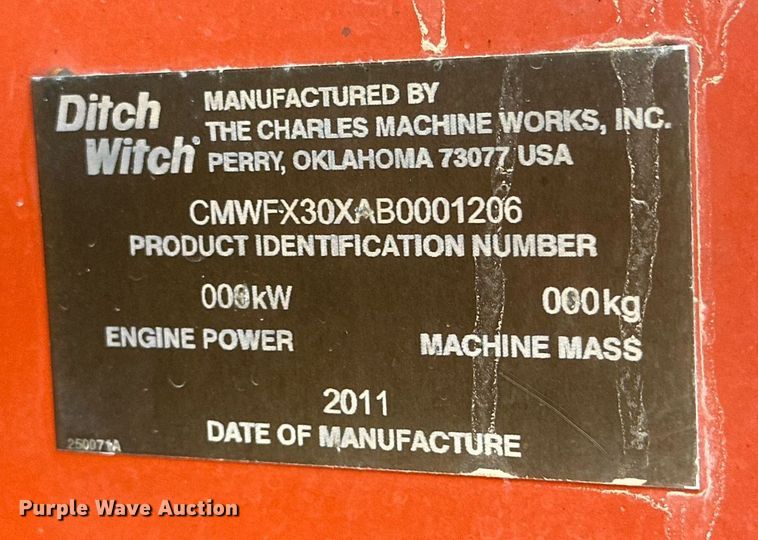 Ditch Witch®
MANUFACTURED BY
THE CHARLES MACHINE WORKS, INC.
PERRY, OKLAHOMA 73077 USA
CMWFX30XAB0001206
PRODUCT IDENTIFICATION NUMBER
000kW
000kg
ENGINE POWER
MACHINE MASS
2011
DATE OF MANUFACTURE
250071A
Purple Wave Auction